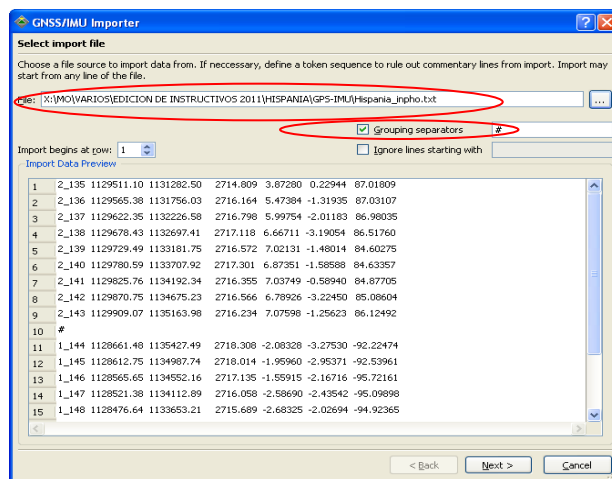 GNSS/IMU Importer
Select import file
Choose a file source to import data from. If neccessary, define a token sequence to rule out commentary lines from import. Import may
start from any line of the file.
File: X:\MO\VARIOS\EDICION DE INSTRUCTIVOS 2011\HISPANIA\GPS-IMU\Hispania_inpho.txt ...
Grouping separators #
Import begins at row: 1 Ignore lines starting with
Import Data Preview
1 2_135 1129511.10 1131282.50 2714.809 3.87280 0.22944 87.01809
2 2_136 1129565.38 1131756.03 2716.164 5.47384 -1.31935 87.03107
3 2_137 1129622.35 1132226.58 2716.798 5.99754 -2.01183 86.98035
4 2_138 1129678.43 1132697.41 2717.118 6.66711 -3.19054 86.51760
5 2_139 1129729.49 1133181.75 2716.572 7.02131 -1.48014 84.60275
6 2_140 1129780.59 1133707.92 2717.301 6.87351 -1.58588 84.63357
7 2_141 1129825.76 1134192.34 2716.355 7.03749 -0.58940 84.87705
8 2_142 1129870.75 1134675.23 2716.566 6.78926 -3.22450 85.08604
9 2_143 1129909.07 1135163.98 2716.234 7.07598 -1.25623 86.12492
10 #
11 1_144 1128661.48 1135427.49 2718.308 -2.08328 -3.27530 -92.22474
12 1_145 1128612.75 1134987.74 2718.014 -1.95960 -2.95371 -92.53961
13 1_146 1128565.65 1134552.16 2717.135 -1.55915 -2.16716 -95.72161
14 1_147 1128521.38 1134112.89 2716.058 -2.58690 -2.43542 -95.09898
15 1_148 1128476.64 1133653.21 2715.689 -2.68325 -2.02694 -94.92365
< Back Next > Cancel